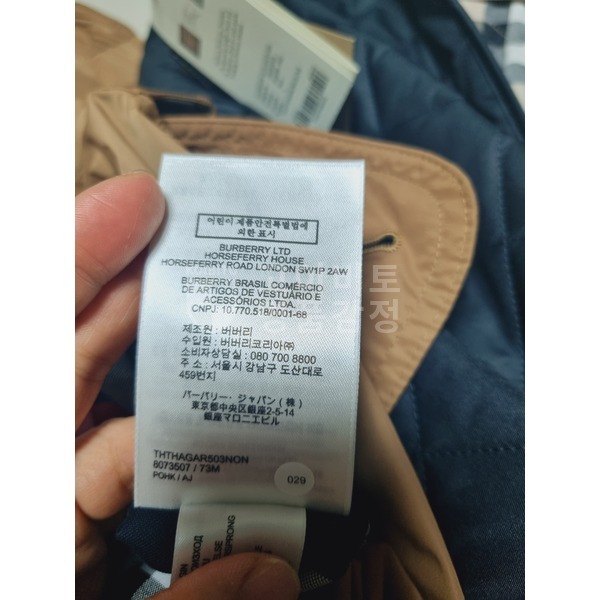 어린이 제품안전특별법에
의한 표시
BURBERRY LTD
HORSEFERRY HOUSE
HORSEFERRY ROAD LONDON SW1P 2AW
BURBERRY BRASIL COMÉRCIO
DE ARTIGOS DE VESTUÁRIO E
ACESSÓRIOS LTDA.
CNPJ: 10.770.518/0001-68
제조원 : 버버리
수입원 : 버버리코리아㈜
소비자상담실 : 080 700 8800
주 소 : 서울시 강남구 도산대로
459번지
バーバリー・ジャパン (株)
東京都中央区銀座2-5-14
銀座マロニエビル
THTHAGAR503NON
8073507 / 73M
PQHK / AJ
029